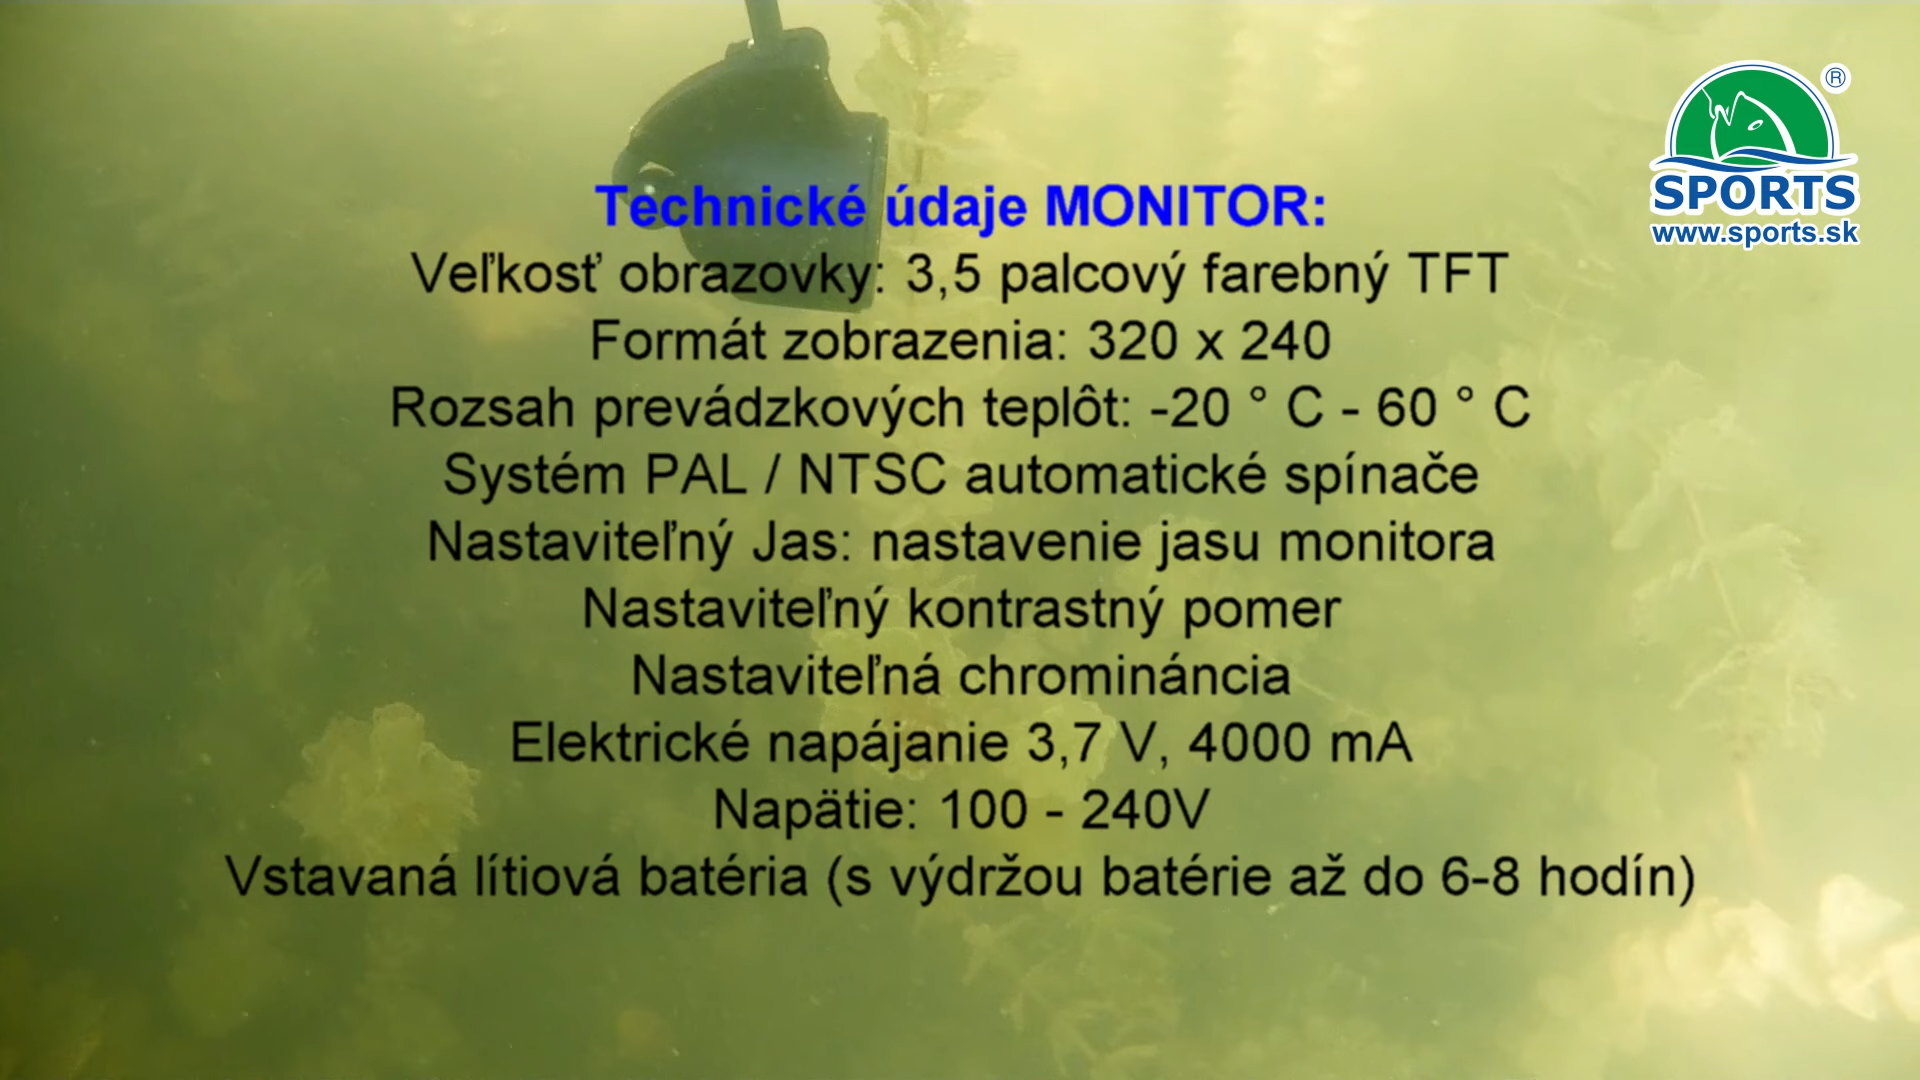 ®
SPORTS
www.sports.sk
Technické údaje MONITOR:
Veľkosť obrazovky: 3,5 palcový farebný TFT
Formát zobrazenia: 320 x 240
Rozsah prevádzkových teplôt: -20 ° C - 60 ° C
Systém PAL / NTSC automatické spínače
Nastaviteľný Jas: nastavenie jasu monitora
Nastaviteľný kontrastný pomer
Nastaviteľná chromináncia
Elektrické napájanie 3,7 V, 4000 mA
Napätie: 100 - 240V
Vstavaná lítiová batéria (s výdržou batérie až do 6-8 hodín)